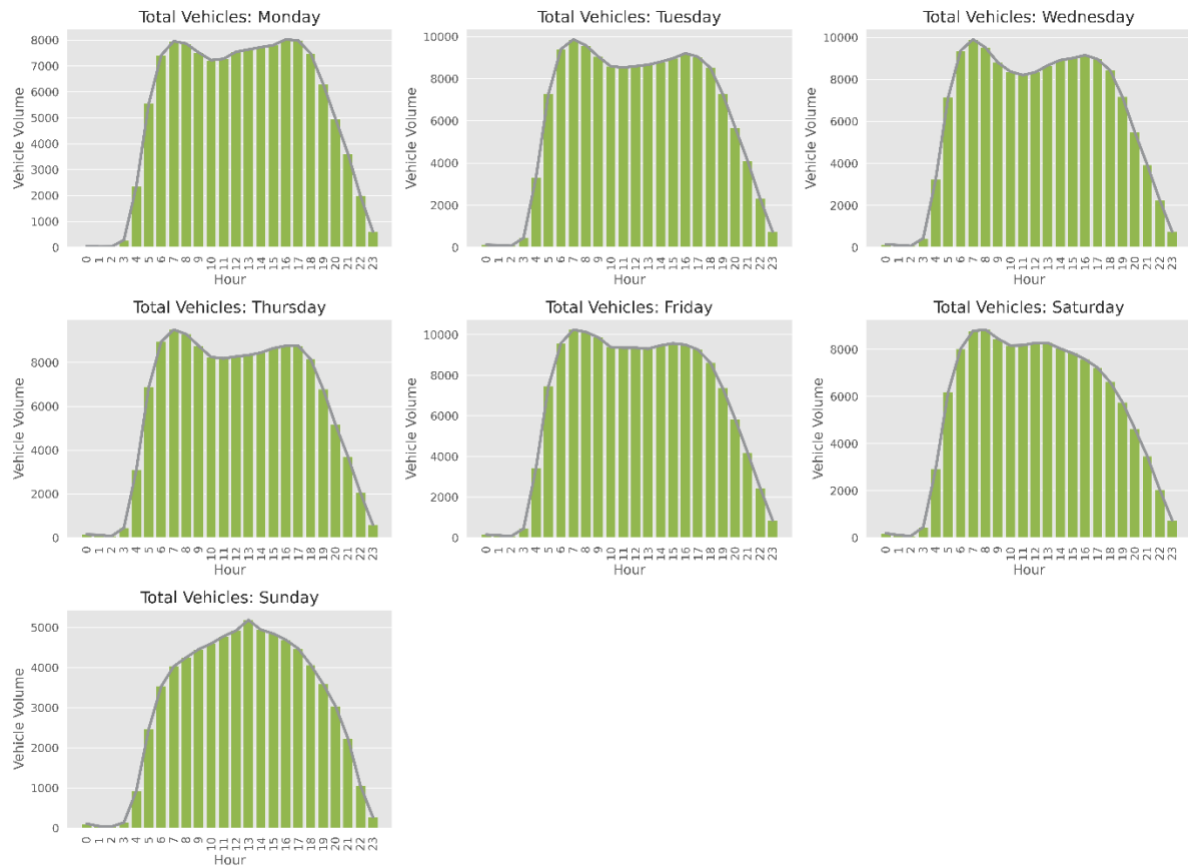 Total Vehicles: Monday
Vehicle Volume
8000
7000
6000
5000
4000
3000
2000
1000
0
0 1 2 3 4 5 6 7 8 9 10 11 12 13 14 15 16 17 18 19 20 21 22 23
Hour
Total Vehicles: Tuesday
Vehicle Volume
10000
8000
6000
4000
2000
0
0 1 2 3 4 5 6 7 8 9 10 11 12 13 14 15 16 17 18 19 20 21 22 23
Hour
Total Vehicles: Wednesday
Vehicle Volume
10000
8000
6000
4000
2000
0
0 1 2 3 4 5 6 7 8 9 10 11 12 13 14 15 16 17 18 19 20 21 22 23
Hour
Total Vehicles: Thursday
Vehicle Volume
8000
6000
4000
2000
0
0 1 2 3 4 5 6 7 8 9 10 11 12 13 14 15 16 17 18 19 20 21 22 23
Hour
Total Vehicles: Friday
Vehicle Volume
10000
8000
6000
4000
2000
0
0 1 2 3 4 5 6 7 8 9 10 11 12 13 14 15 16 17 18 19 20 21 22 23
Hour
Total Vehicles: Saturday
Vehicle Volume
8000
6000
4000
2000
0
0 1 2 3 4 5 6 7 8 9 10 11 12 13 14 15 16 17 18 19 20 21 22 23
Hour
Total Vehicles: Sunday
Vehicle Volume
5000
4000
3000
2000
1000
0
0 1 2 3 4 5 6 7 8 9 10 11 12 13 14 15 16 17 18 19 20 21 22 23
Hour